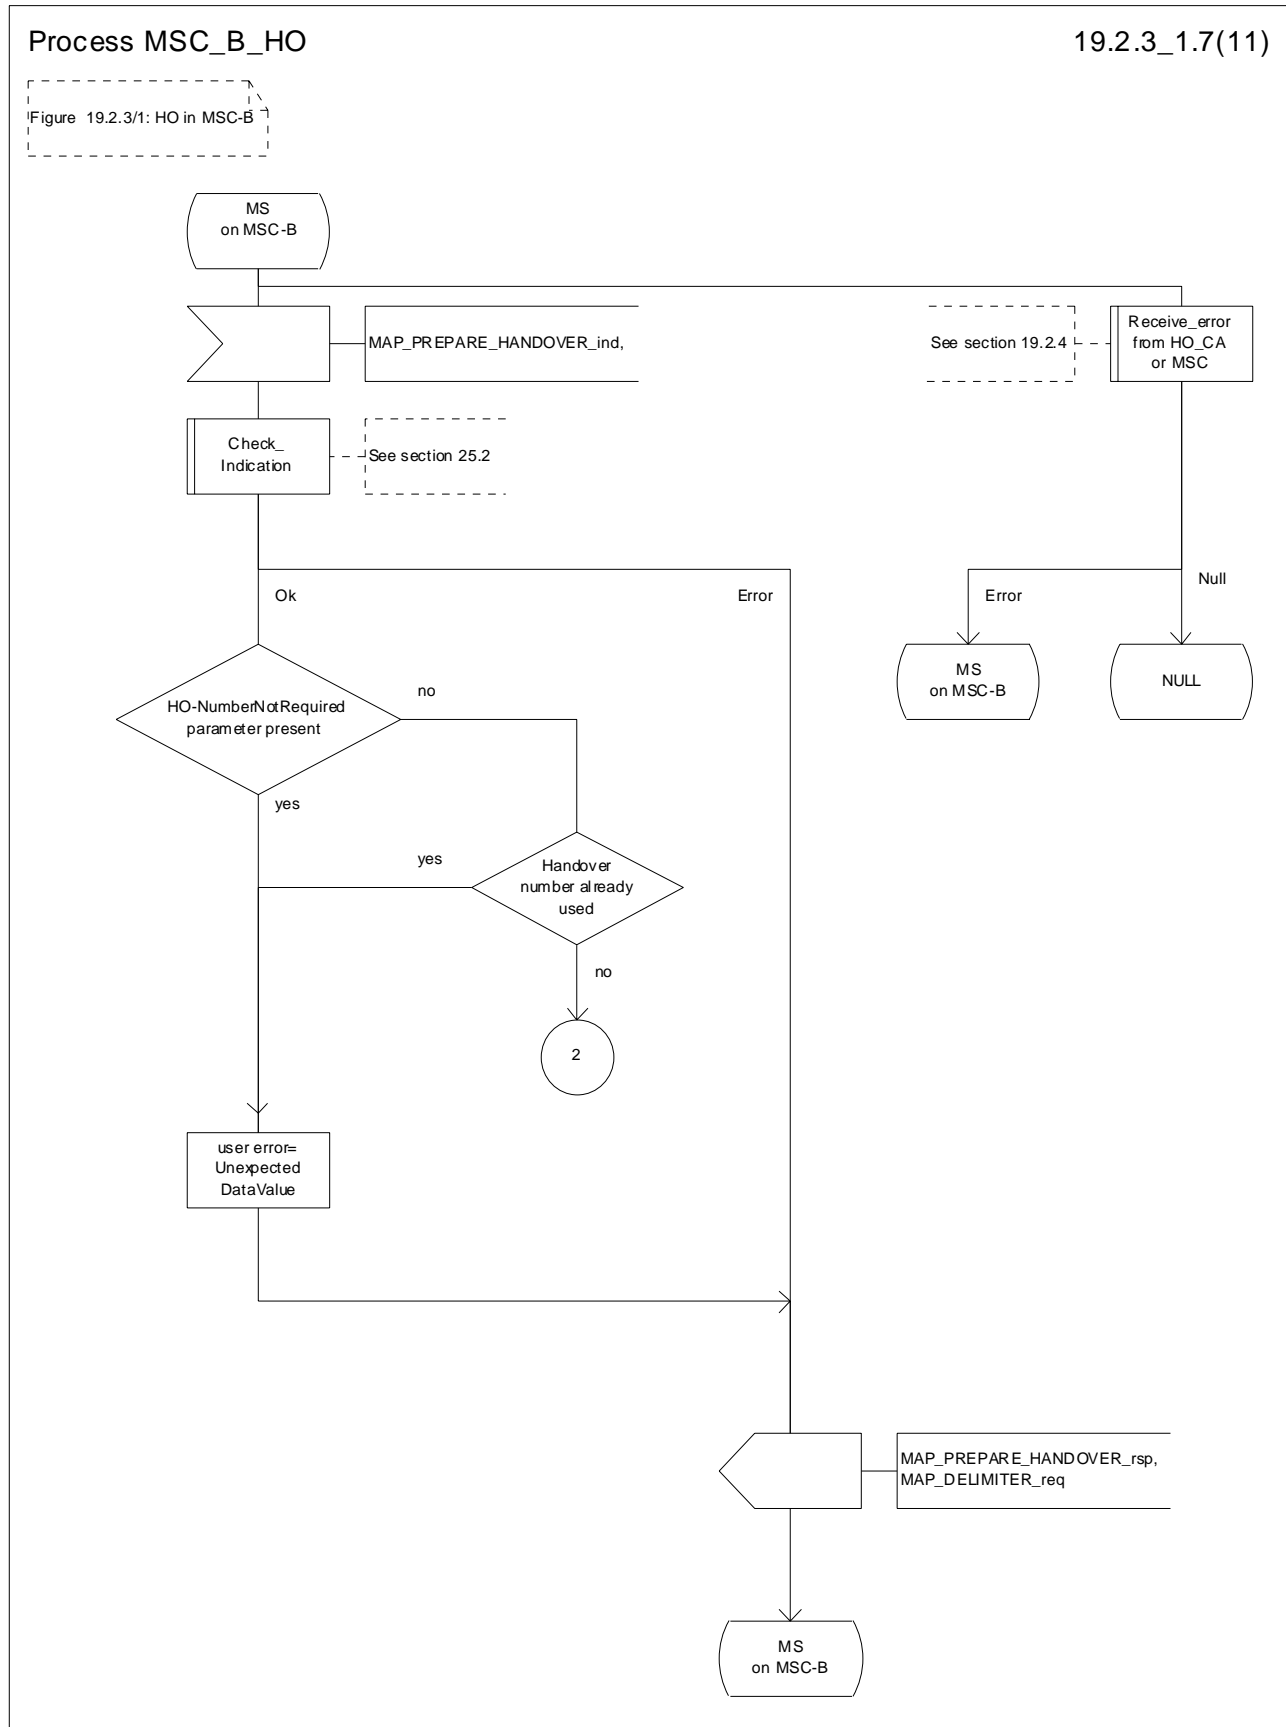 Process MSC_B_HO
19.2.3_1.7(11)
Figure 19.2.3/1: HO in MSC-B
MS
on MSC-B
MAP_PREPARE_HANDOVER_ind,
See section 19.2.4
Receive_error
from HO_CA
or MSC
Check_
Indication
See section 25.2
Ok
Error
Error
Null
MS
on MSC-B
NULL
HO-NumberNotRequired
parameter present
no
yes
yes
Handover
number already
used
no
2
user error=
Unexpected
DataValue
MAP_PREPARE_HANDOVER_rsp,
MAP_DELIMITER_req
MS
on MSC-B